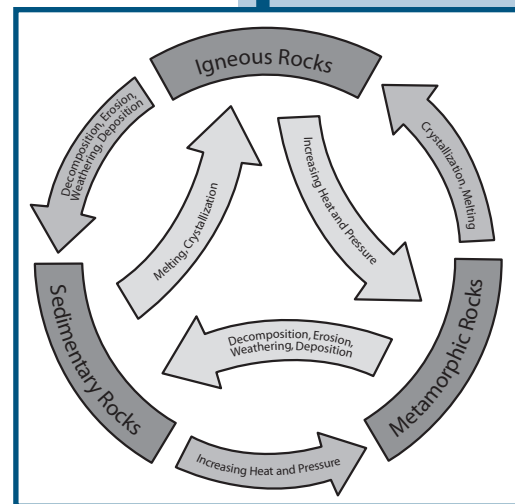 Igneous Rocks
Decomposition, Erosion,
Weathering, Deposition
Crystallization, Melting
Melting, Crystallization
Increasing Heat and Pressure
Decomposition, Erosion,
Weathering, Deposition
Sedimentary Rocks
Metamorphic Rocks
Increasing Heat and Pressure